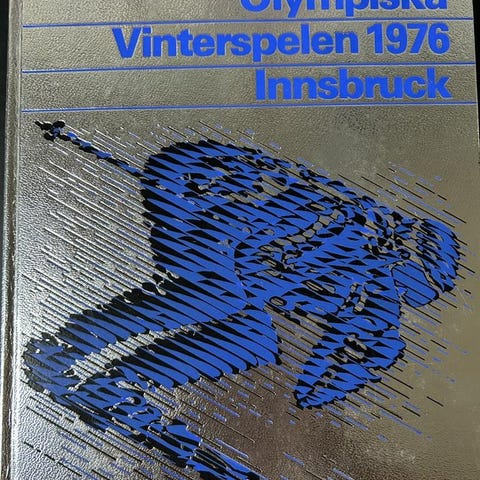 Olympiska
Vinterspelen 1976
Innsbruck